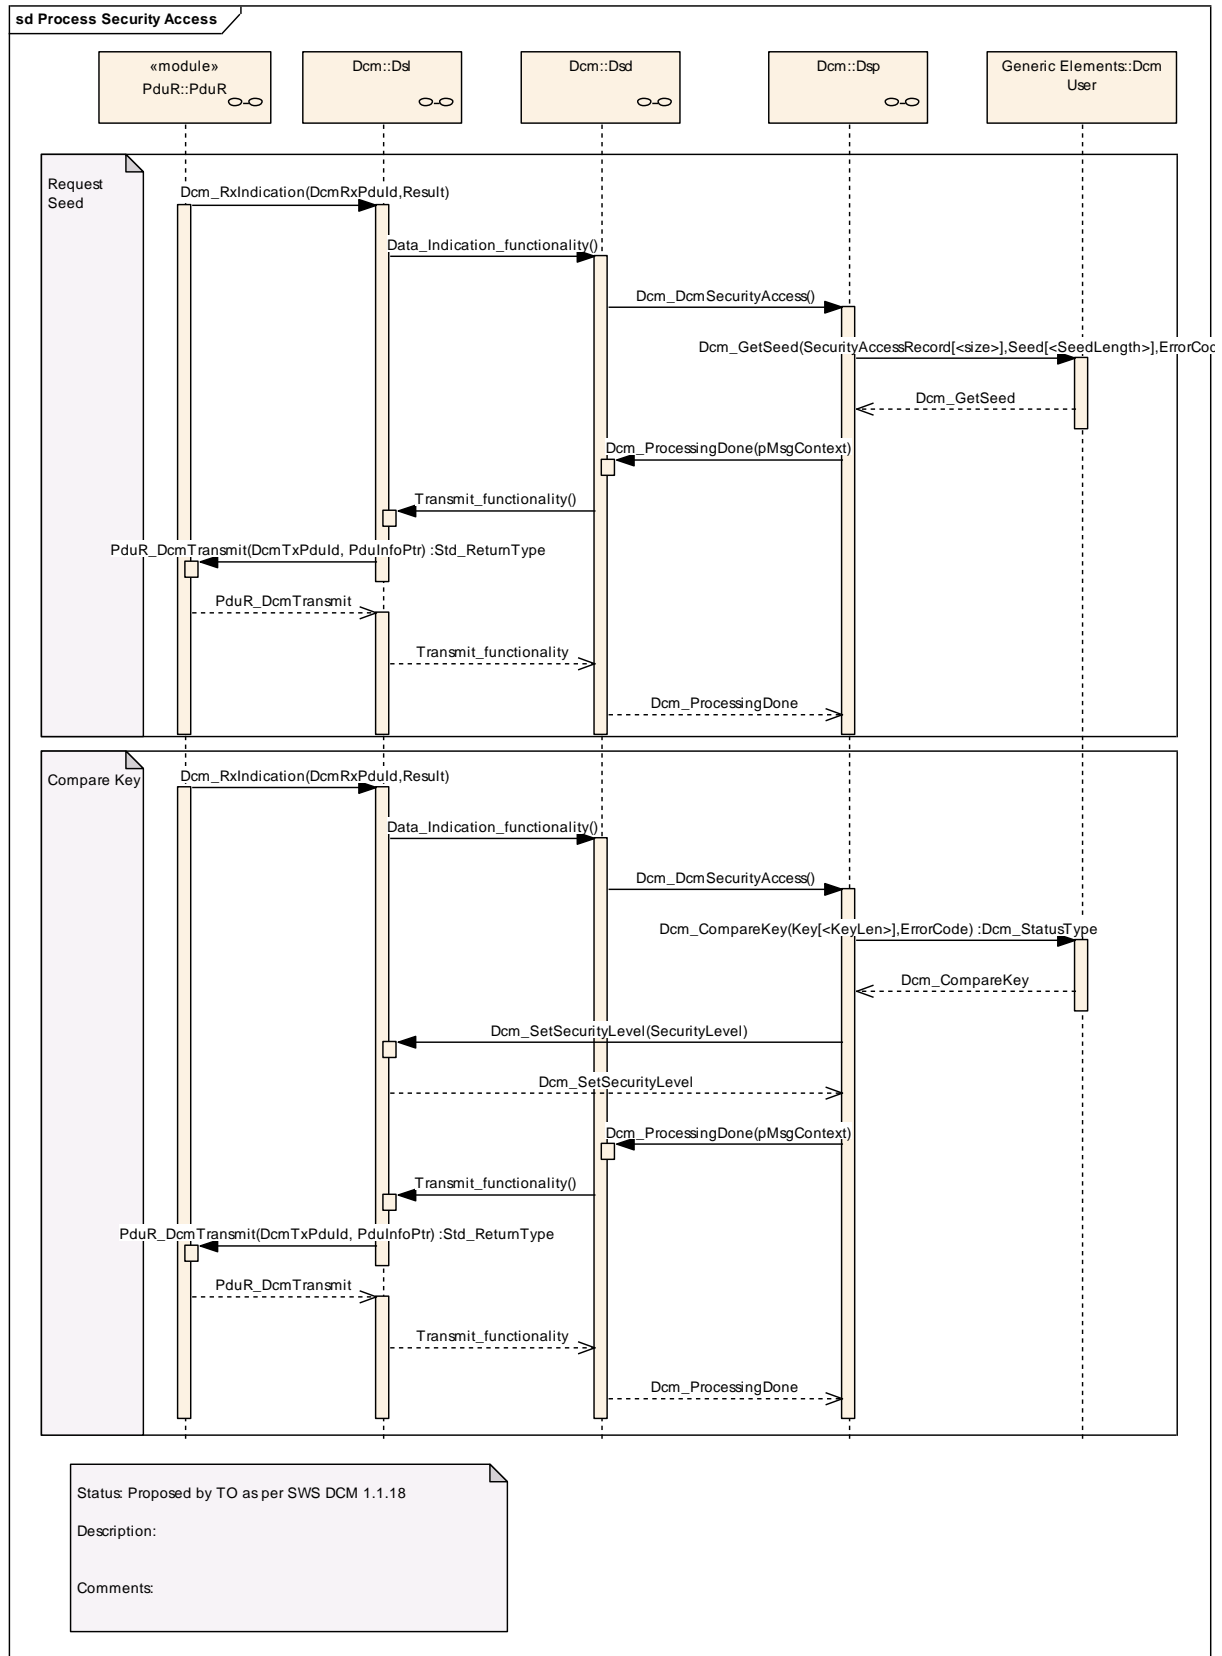 sd Process Security Access
«module»
PduR::PduR
Dcm::Dsl
Dcm::Dsd
Dcm::Dsp
Generic Elements::Dcm
User
Request
Seed
Dcm_RxIndication(DcmRxPduId,Result)
Data_Indication_functionality()
Dcm_DcmSecurityAccess()
Dcm_GetSeed(SecurityAccessRecord[<size>],Seed[<SeedLength>],ErrorCo
Dcm_GetSeed
Dcm_ProcessingDone(pMsgContext)
Transmit_functionality()
PduR_DcmTransmit(DcmTxPduId, PduInfoPtr) :Std_ReturnType
PduR_DcmTransmit
Transmit_functionality
Dcm_ProcessingDone
Compare Key
Dcm_RxIndication(DcmRxPduId,Result)
Data_Indication_functionality()
Dcm_DcmSecurityAccess()
Dcm_CompareKey(Key[<KeyLen>],ErrorCode) :Dcm_StatusType
Dcm_CompareKey
Dcm_SetSecurityLevel(SecurityLevel)
Dcm_SetSecurityLevel
Dcm_ProcessingDone(pMsgContext)
Transmit_functionality()
PduR_DcmTransmit(DcmTxPduId, PduInfoPtr) :Std_ReturnType
PduR_DcmTransmit
Transmit_functionality
Dcm_ProcessingDone
Status: Proposed by TO as per SWS DCM 1.1.18
Description:
Comments: